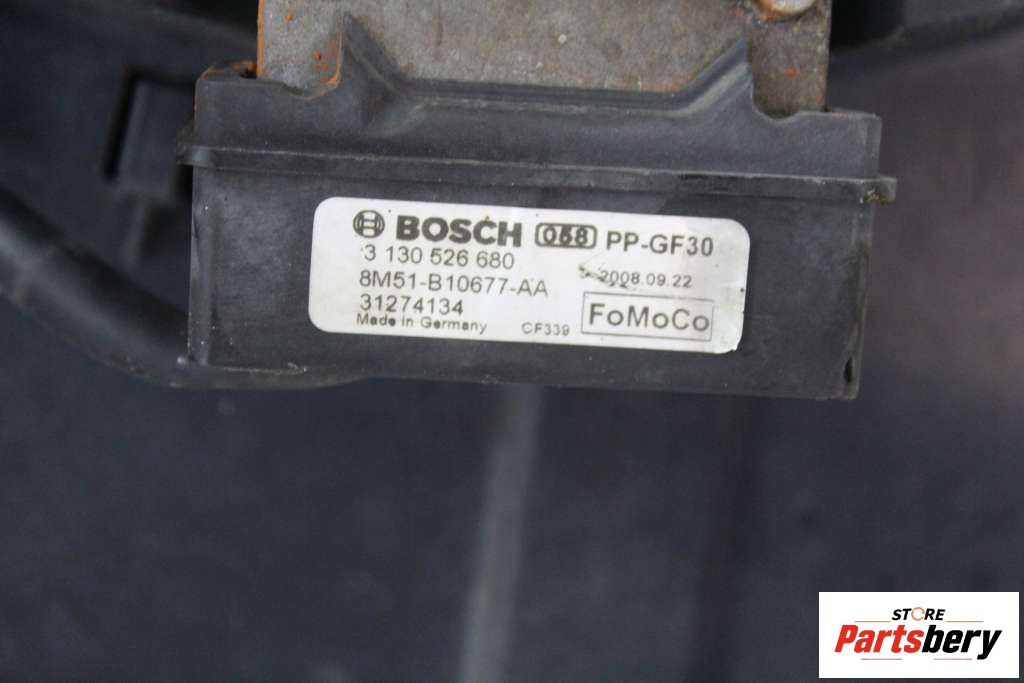 BOSCH 068 PP-GF30
3 130 526 680
2008.09.22
8M51-B10677-AA
31274134
FoMoCo
Made in Germany CF339
STORE
Partsbery